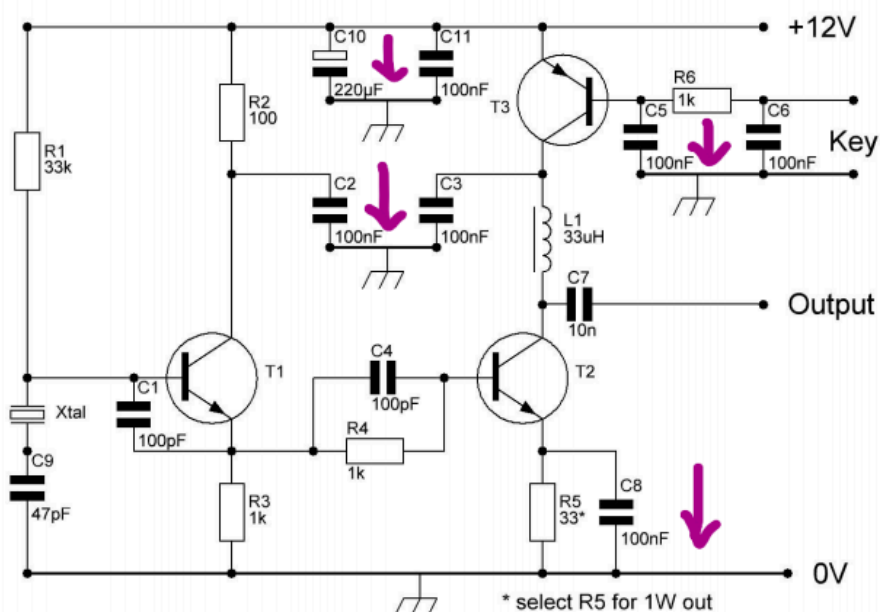 +12V
C10
220µF
C11
100nF
R1
33k
R2
100
T3
R6
1k
C5
100nF
C6
100nF
Key
C2
100nF
C3
100nF
L1
33uH
C7
10n
Output
T1
C4
100pF
T2
Xtal
C1
100pF
R4
1k
C9
47pF
R3
1k
R5
33*
C8
100nF
0V
* select R5 for 1W out